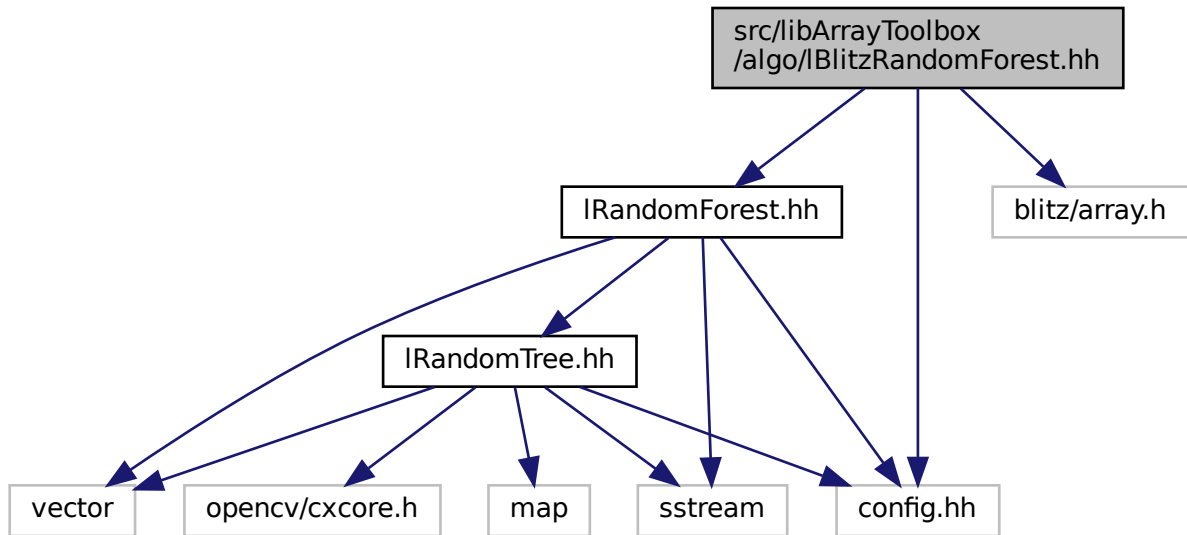 src/libArrayToolbox
/algo/lBlitzRandomForest.hh
lRandomForest.hh
blitz/array.h
lRandomTree.hh
vector
opencv/cxcore.h
map
sstream
config.hh